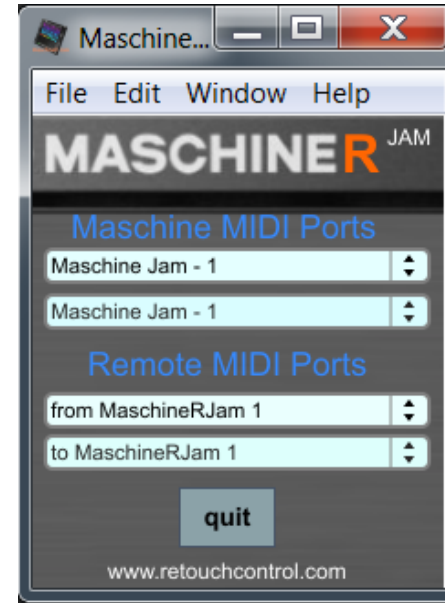 Maschine...
File Edit Window Help
MASCHINER JAM
Maschine MIDI Ports
Maschine Jam - 1
Maschine Jam - 1
Remote MIDI Ports
from MaschineRJam 1
to MaschineRJam 1
quit
www.retouchcontrol.com